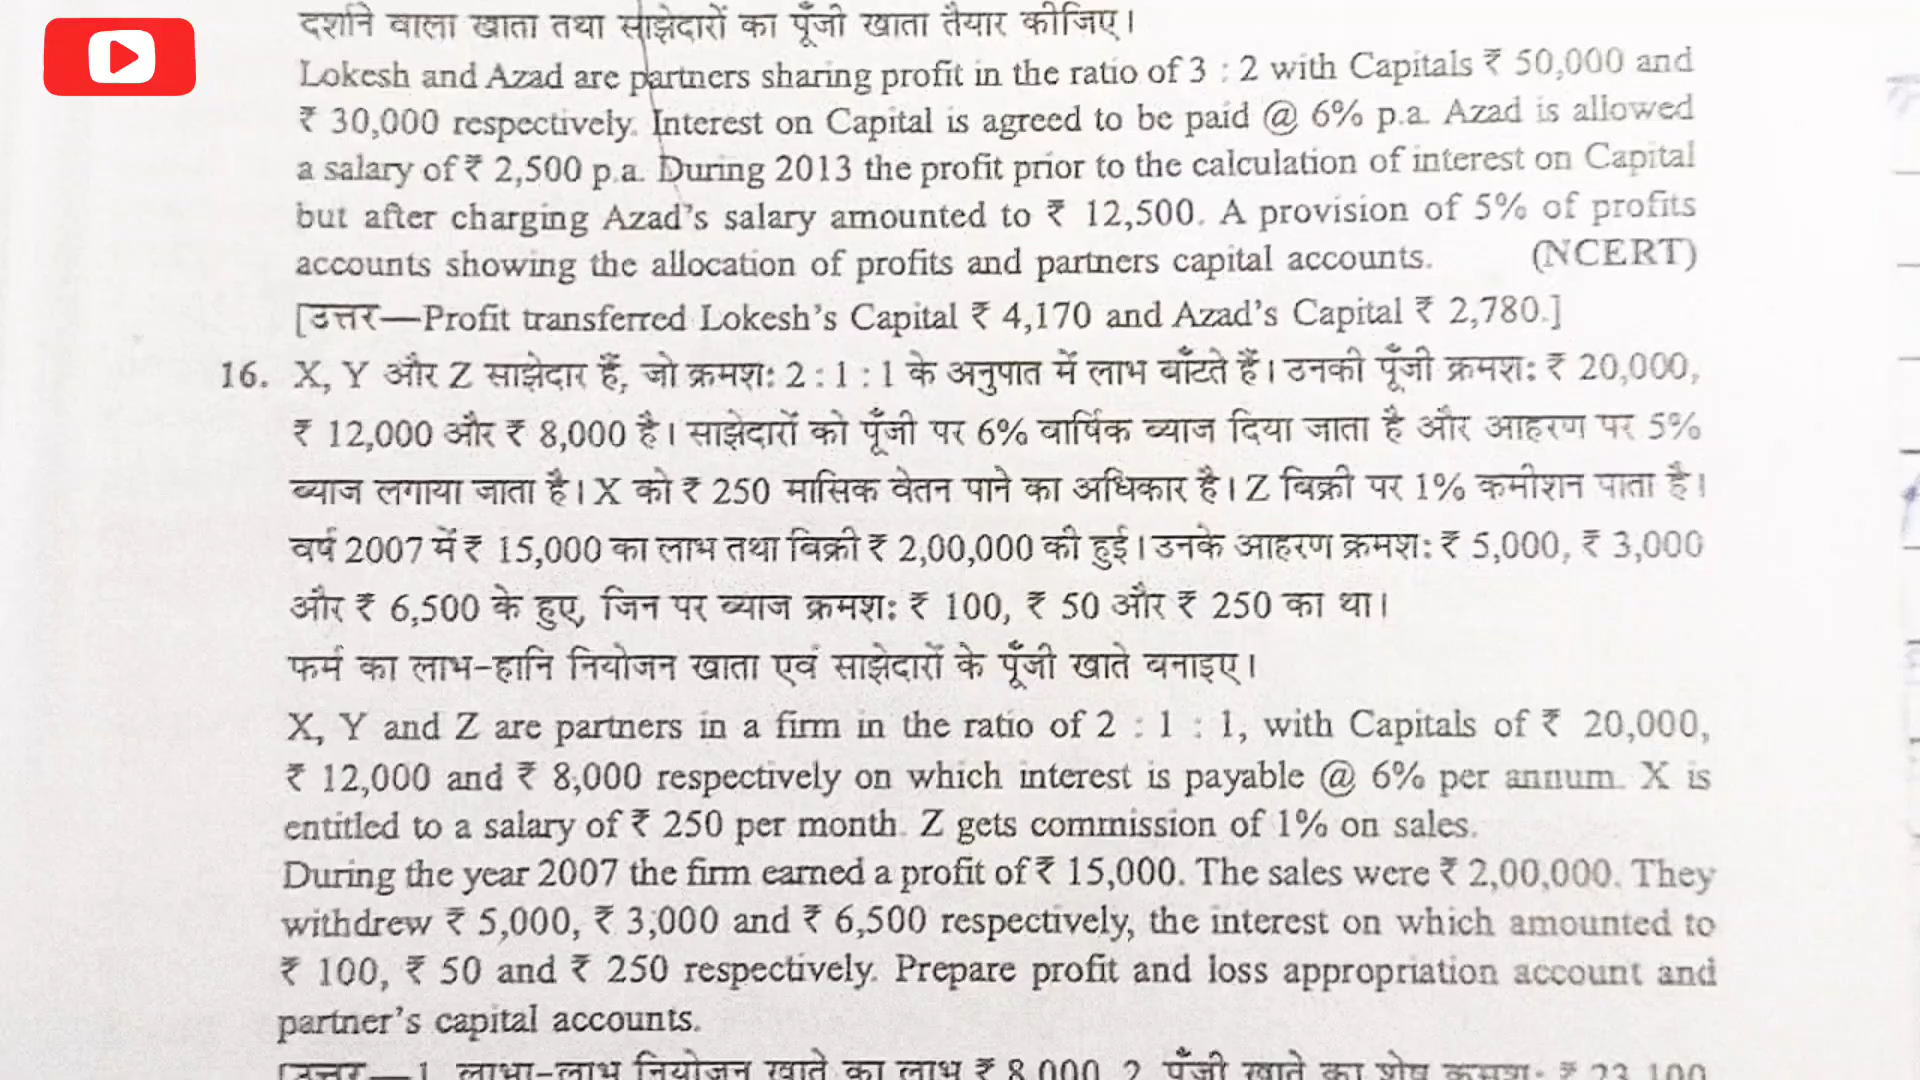 दर्शाने वाला खाता तथा साझेदारों का पूँजी खाता तैयार कीजिए।
Lokesh and Azad are partners sharing profit in the ratio of 3 : 2 with Capitals ₹ 50,000 and
₹ 30,000 respectively. Interest on Capital is agreed to be paid @ 6% p.a. Azad is allowed
a salary of ₹ 2,500 p.a. During 2013 the profit prior to the calculation of interest on Capital
but after charging Azad's salary amounted to ₹ 12,500. A provision of 5% of profits
accounts showing the allocation of profits and partners capital accounts. (NCERT)
[उत्तर—Profit transferred Lokesh's Capital ₹ 4,170 and Azad's Capital ₹ 2,780.]
16. X, Y और Z साझेदार हैं, जो क्रमशः 2 : 1 : 1 के अनुपात में लाभ बाँटते हैं। उनकी पूँजी क्रमशः ₹ 20,000,
₹ 12,000 और ₹ 8,000 है। साझेदारों को पूँजी पर 6% वार्षिक ब्याज दिया जाता है और आहरण पर 5%
ब्याज लगाया जाता है। X को ₹ 250 मासिक वेतन पाने का अधिकार है। Z बिक्री पर 1% कमीशन पाता है।
वर्ष 2007 में ₹ 15,000 का लाभ तथा बिक्री ₹ 2,00,000 की हुई। उनके आहरण क्रमशः ₹ 5,000, ₹ 3,000
और ₹ 6,500 के हुए, जिन पर ब्याज क्रमशः ₹ 100, ₹ 50 और ₹ 250 का था।
फर्म का लाभ-हानि नियोजन खाता एवं साझेदारों के पूँजी खाते बनाइए।
X, Y and Z are partners in a firm in the ratio of 2 : 1 : 1, with Capitals of ₹ 20,000,
₹ 12,000 and ₹ 8,000 respectively on which interest is payable @ 6% per annum. X is
entitled to a salary of ₹ 250 per month. Z gets commission of 1% on sales.
During the year 2007 the firm earned a profit of ₹ 15,000. The sales were ₹ 2,00,000. They
withdrew ₹ 5,000, ₹ 3,000 and ₹ 6,500 respectively, the interest on which amounted to
₹ 100, ₹ 50 and ₹ 250 respectively. Prepare profit and loss appropriation account and
partner's capital accounts.
[उत्तर—1. लाभा-लाभ नियोजन खाते का लाभ ₹ 8,000, 2. पूँजी खाते का शेष क्रमशः ₹ 23,100